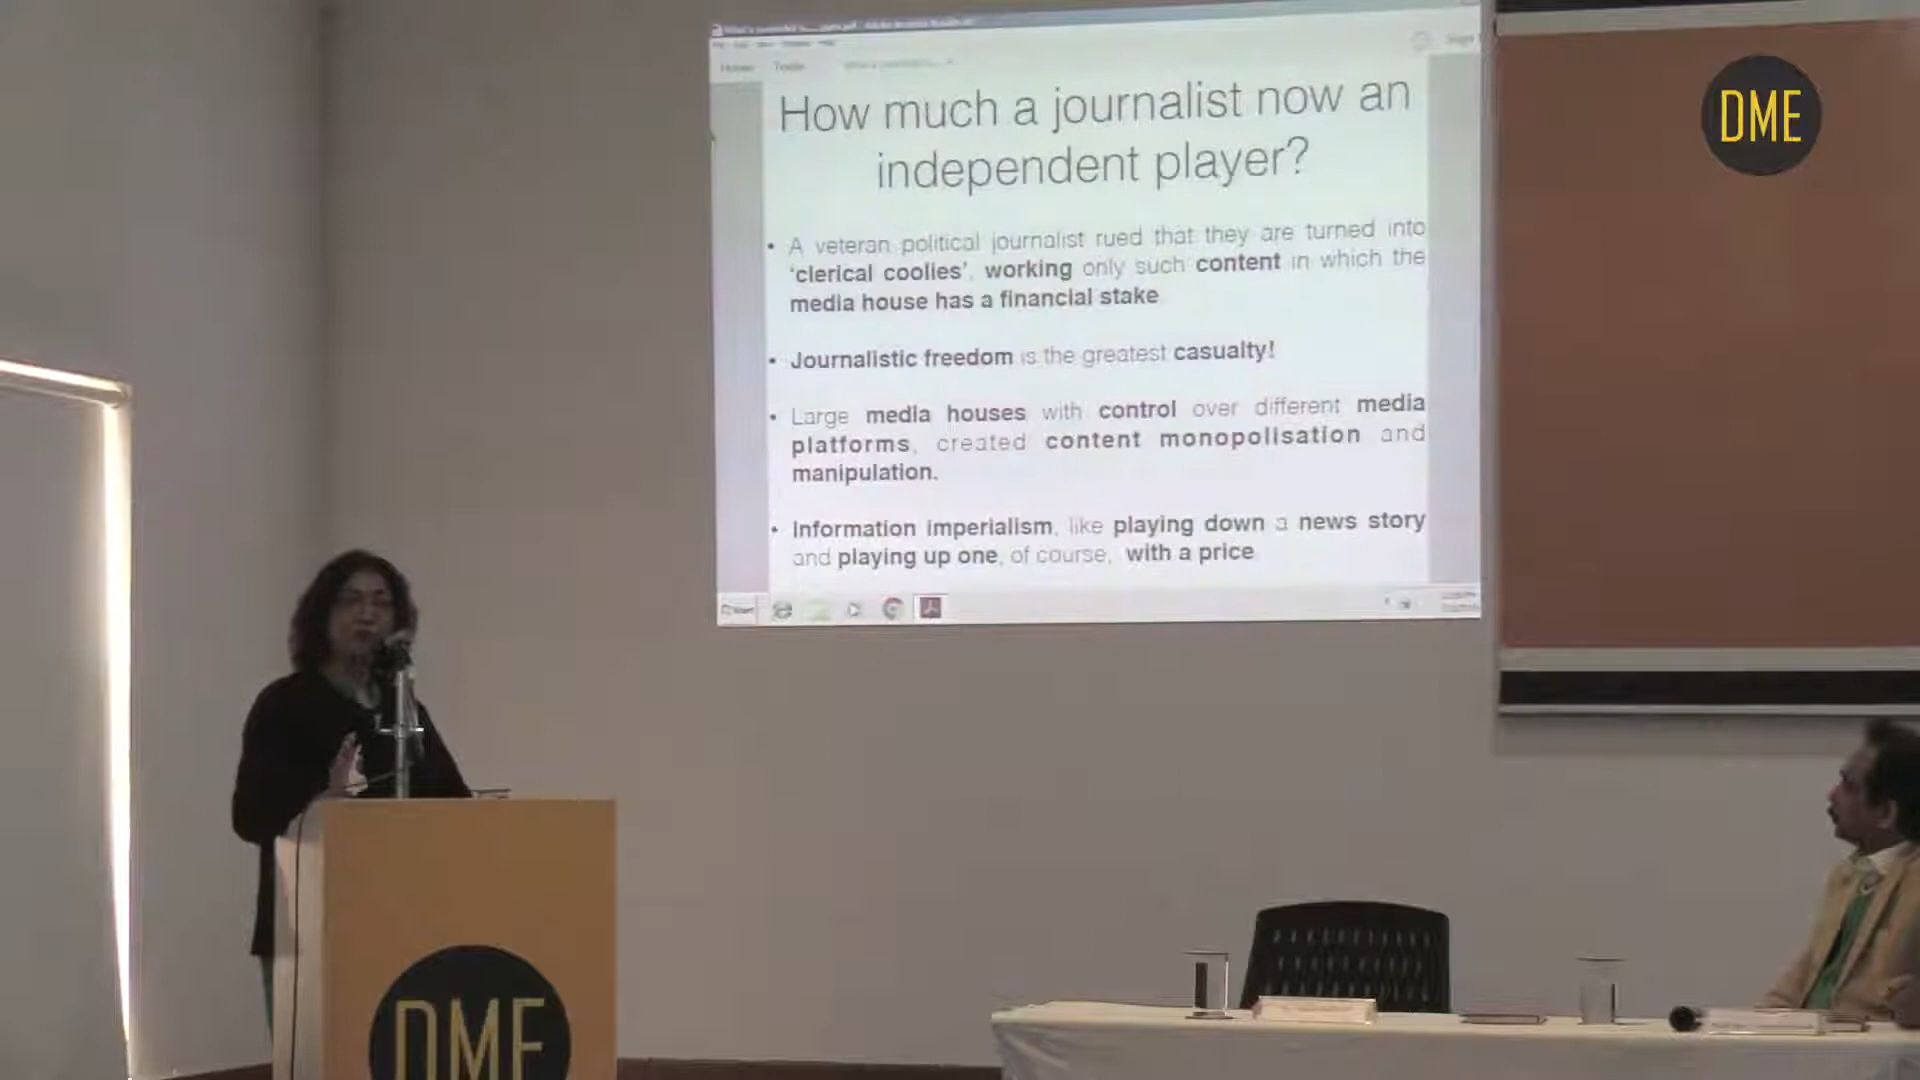 Home Tools
DME
How much a journalist now an
independent player?
• A veteran political journalist rued that they are turned into
‘clerical coolies’, working only such content in which the
media house has a financial stake
• Journalistic freedom is the greatest casualty!
• Large media houses with control over different media
platforms, created content monopolisation and
manipulation.
• Information imperialism, like playing down a news story
and playing up one, of course, with a price
Start
DME